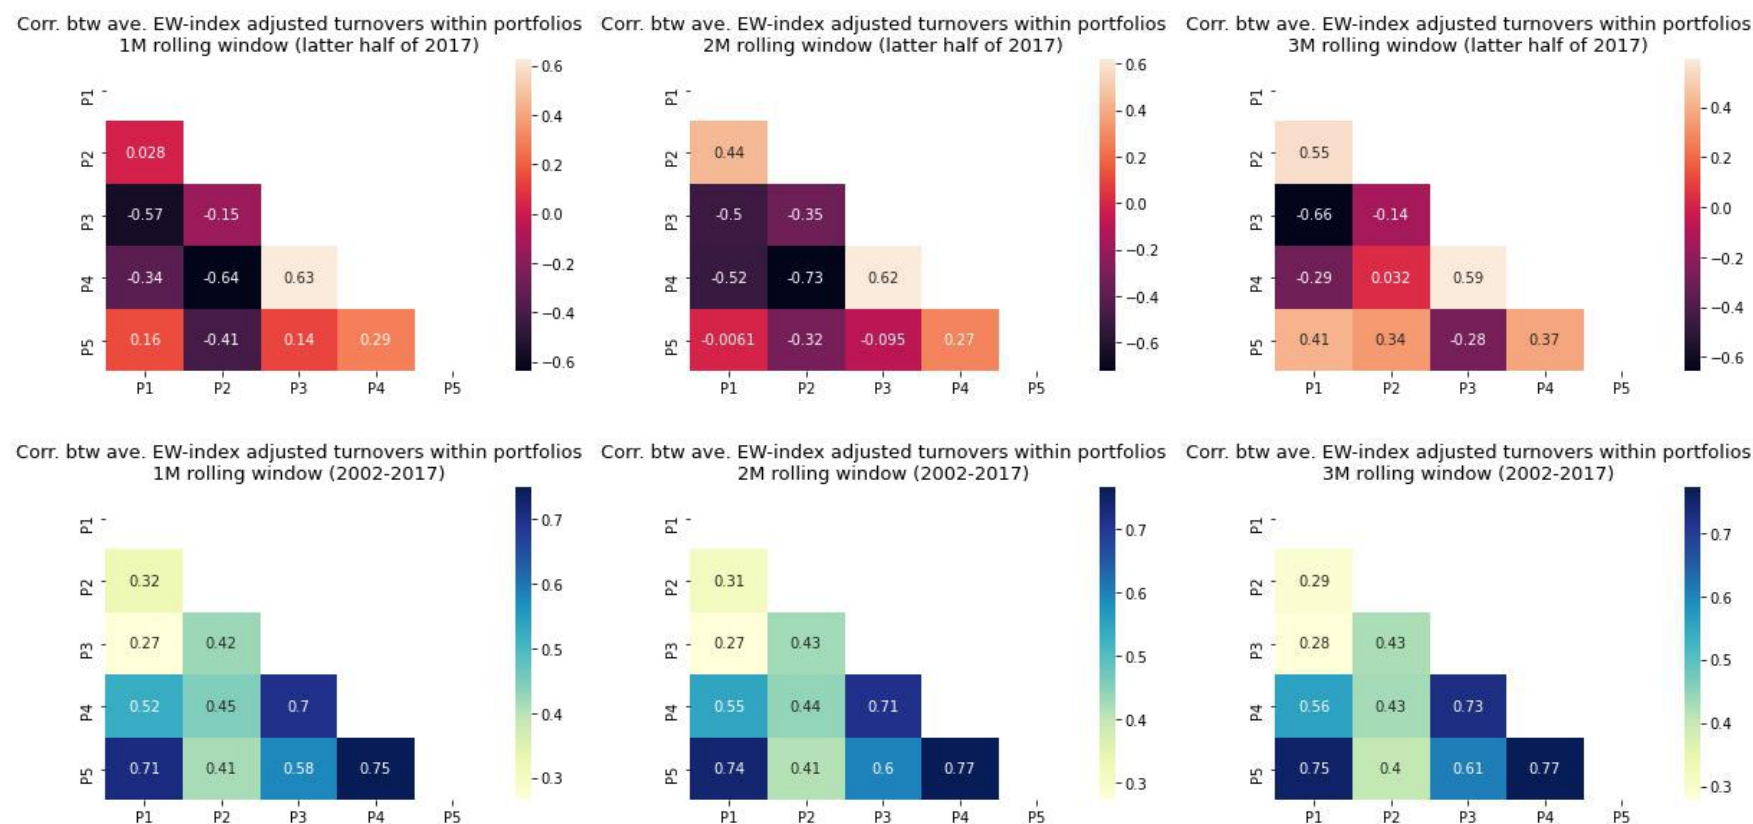 Corr. btw ave. EW-index adjusted turnovers within portfolios
1M rolling window (latter half of 2017)
P1
P2
P3
P4
P5
0.028
-0.57 -0.15
-0.34 -0.64 0.63
0.16 -0.41 0.14 0.29
P1 P2 P3 P4 P5
0.6
0.4
0.2
0.0
−0.2
−0.4
−0.6
Corr. btw ave. EW-index adjusted turnovers within portfolios
2M rolling window (latter half of 2017)
P1
P2
P3
P4
P5
0.44
-0.5 -0.35
-0.52 -0.73 0.62
-0.0061 -0.32 -0.095 0.27
P1 P2 P3 P4 P5
0.6
0.4
0.2
0.0
−0.2
−0.4
−0.6
Corr. btw ave. EW-index adjusted turnovers within portfolios
3M rolling window (latter half of 2017)
P1
P2
P3
P4
P5
0.55
-0.66 -0.14
-0.29 0.032 0.59
0.41 0.34 -0.28 0.37
P1 P2 P3 P4 P5
0.4
0.2
0.0
−0.2
−0.4
−0.6
Corr. btw ave. EW-index adjusted turnovers within portfolios
1M rolling window (2002-2017)
P1
P2
P3
P4
P5
0.32
0.27 0.42
0.52 0.45 0.7
0.71 0.41 0.58 0.75
P1 P2 P3 P4 P5
0.7
0.6
0.5
0.4
0.3
Corr. btw ave. EW-index adjusted turnovers within portfolios
2M rolling window (2002-2017)
P1
P2
P3
P4
P5
0.31
0.27 0.43
0.55 0.44 0.71
0.74 0.41 0.6 0.77
P1 P2 P3 P4 P5
0.7
0.6
0.5
0.4
0.3
Corr. btw ave. EW-index adjusted turnovers within portfolios
3M rolling window (2002-2017)
P1
P2
P3
P4
P5
0.29
0.28 0.43
0.56 0.43 0.73
0.75 0.4 0.61 0.77
P1 P2 P3 P4 P5
0.7
0.6
0.5
0.4
0.3